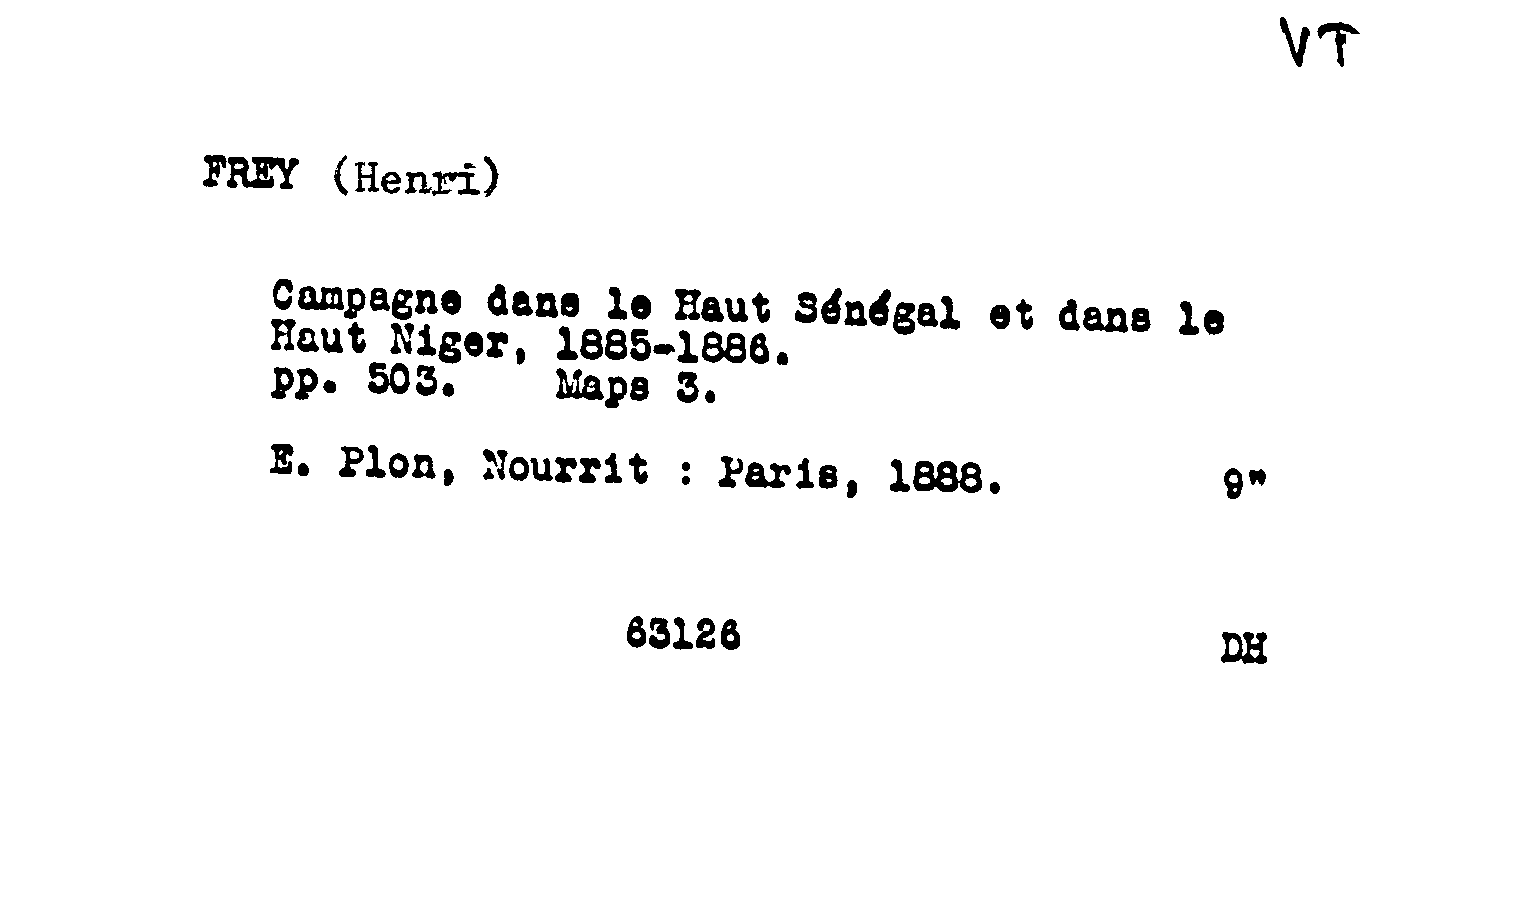 VT
FREY (Henri)
Campagne dans le Haut Sénégal et dans le
Haut Niger, 1885-1886.
pp. 503. Maps 3.
E. Plon, Nourrit : Paris, 1888. 9"
63126 DH